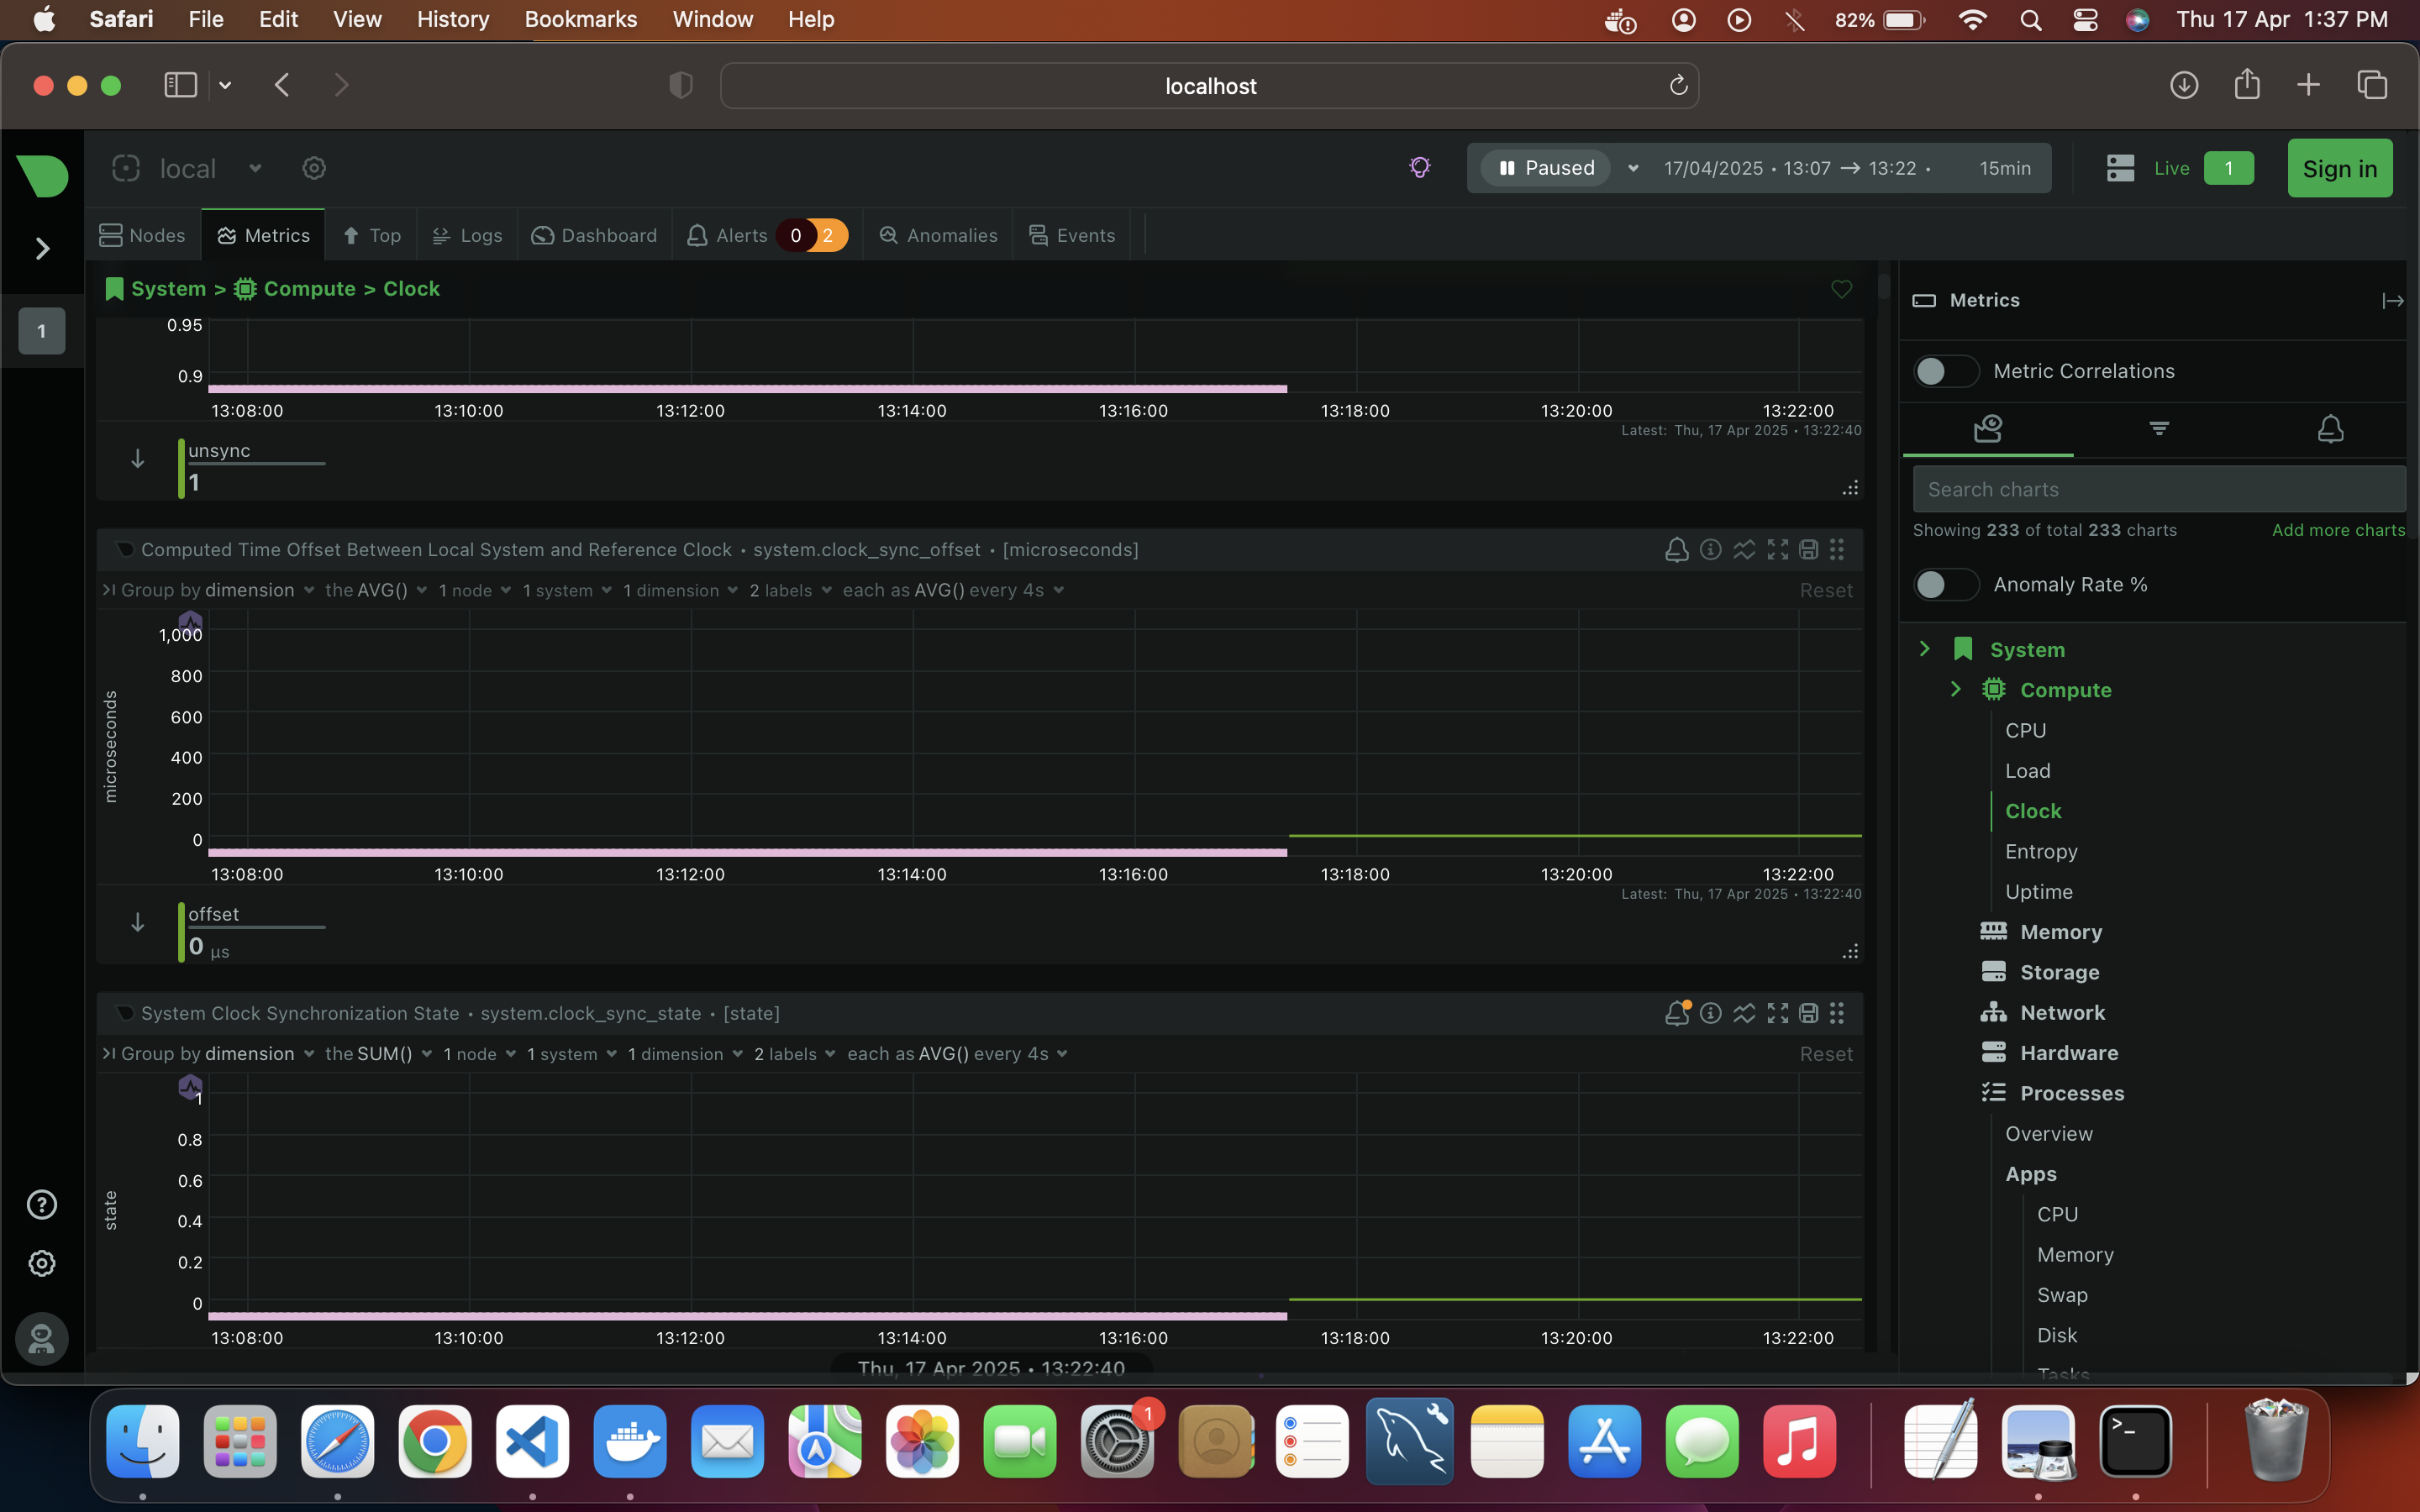 Safari File Edit View History Bookmarks Window Help 82% Thu 17 Apr 1:37 PM
localhost
local Paused 17/04/2025 • 13:07 → 13:22 • 15min Live 1 Sign in
Nodes Metrics Top Logs Dashboard Alerts 0 2 Anomalies Events
1
System > Compute > Clock
0.95
0.9
13:08:00 13:10:00 13:12:00 13:14:00 13:16:00 13:18:00 13:20:00 13:22:00
Latest: Thu, 17 Apr 2025 • 13:22:40
unsync
1
Computed Time Offset Between Local System and Reference Clock • system.clock_sync_offset • [microseconds]
Group by dimension the AVG() 1 node 1 system 1 dimension 2 labels each as AVG() every 4s Reset
microseconds
1,000
800
600
400
200
0
13:08:00 13:10:00 13:12:00 13:14:00 13:16:00 13:18:00 13:20:00 13:22:00
Latest: Thu, 17 Apr 2025 • 13:22:40
offset
0 µs
System Clock Synchronization State • system.clock_sync_state • [state]
Group by dimension the SUM() 1 node 1 system 1 dimension 2 labels each as AVG() every 4s Reset
state
1
0.8
0.6
0.4
0.2
0
13:08:00 13:10:00 13:12:00 13:14:00 13:16:00 13:18:00 13:20:00 13:22:00
Thu, 17 Apr 2025 • 13:22:40
Metrics
Metric Correlations
Search charts
Showing 233 of total 233 charts Add more charts
Anomaly Rate %
System
Compute
CPU
Load
Clock
Entropy
Uptime
Memory
Storage
Network
Hardware
Processes
Overview
Apps
CPU
Memory
Swap
Disk
Tasks
1